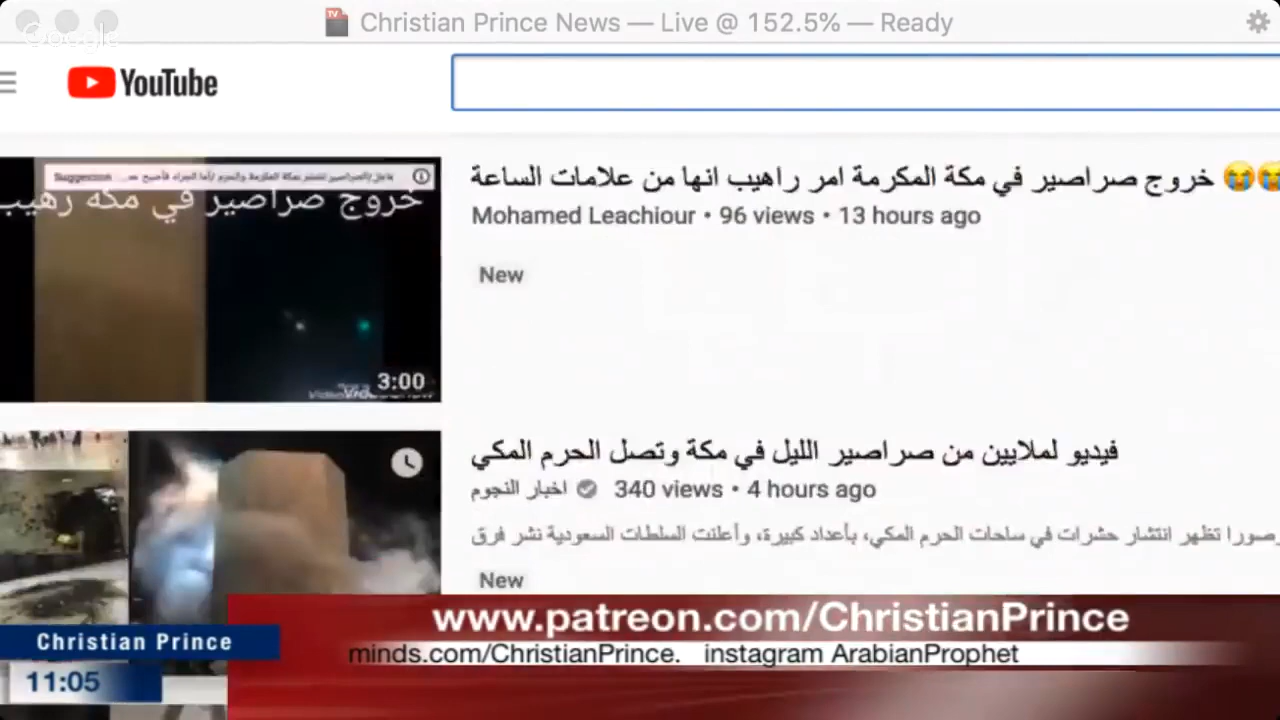 Christian Prince News — Live @ 152.5% — Ready
Google
YouTube
خروج صراصير في مكة المكرمة امر راهيب انها من علامات الساعة 😭😭
Mohamed Leachiour • 96 views • 13 hours ago
New
Suggestion
خروج صراصير في مكة رهيب
3:00
فيديو لملايين من صراصير الليل في مكة وتصل الحرم المكي
اخبار النجوم 340 views • 4 hours ago
صورا تظهر انتشار حشرات في ساحات الحرم المكي، بأعداد كبيرة، وأعلنت السلطات السعودية نشر فرق
New
www.patreon.com/ChristianPrince
Christian Prince
minds.com/ChristianPrince. instagram ArabianProphet
11:05